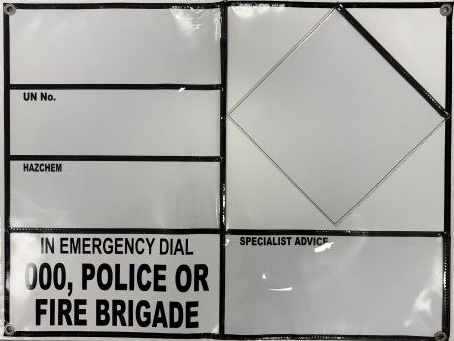 UN No.
HAZCHEM
IN EMERGENCY DIAL
000, POLICE OR
FIRE BRIGADE
SPECIALIST ADVICE